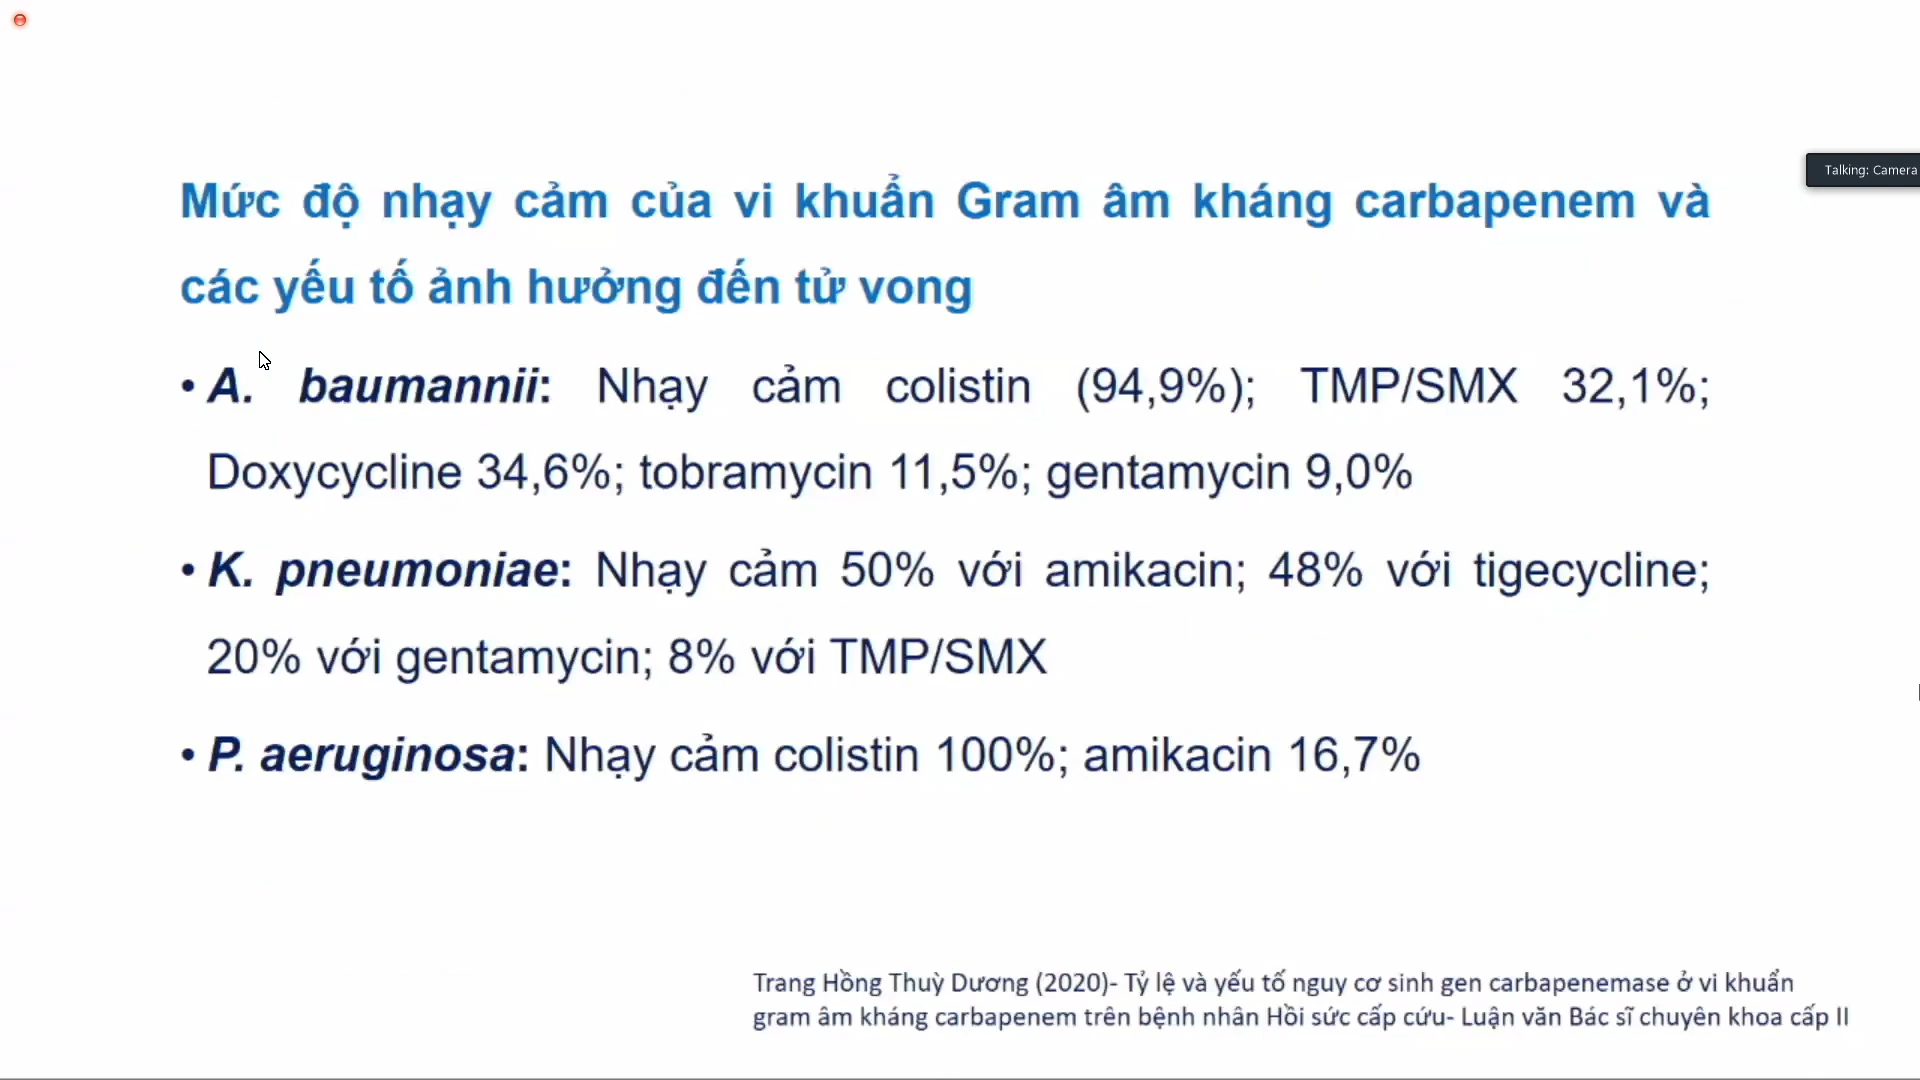 Talking: Camera
Mức độ nhạy cảm của vi khuẩn Gram âm kháng carbapenem và
các yếu tố ảnh hưởng đến tử vong
• A. baumannii: Nhạy cảm colistin (94,9%); TMP/SMX 32,1%;
Doxycycline 34,6%; tobramycin 11,5%; gentamycin 9,0%
• K. pneumoniae: Nhạy cảm 50% với amikacin; 48% với tigecycline;
20% với gentamycin; 8% với TMP/SMX
• P. aeruginosa: Nhạy cảm colistin 100%; amikacin 16,7%
Trang Hồng Thuỳ Dương (2020)- Tỷ lệ và yếu tố nguy cơ sinh gen carbapenemase ở vi khuẩn
gram âm kháng carbapenem trên bệnh nhân Hồi sức cấp cứu- Luận văn Bác sĩ chuyên khoa cấp II